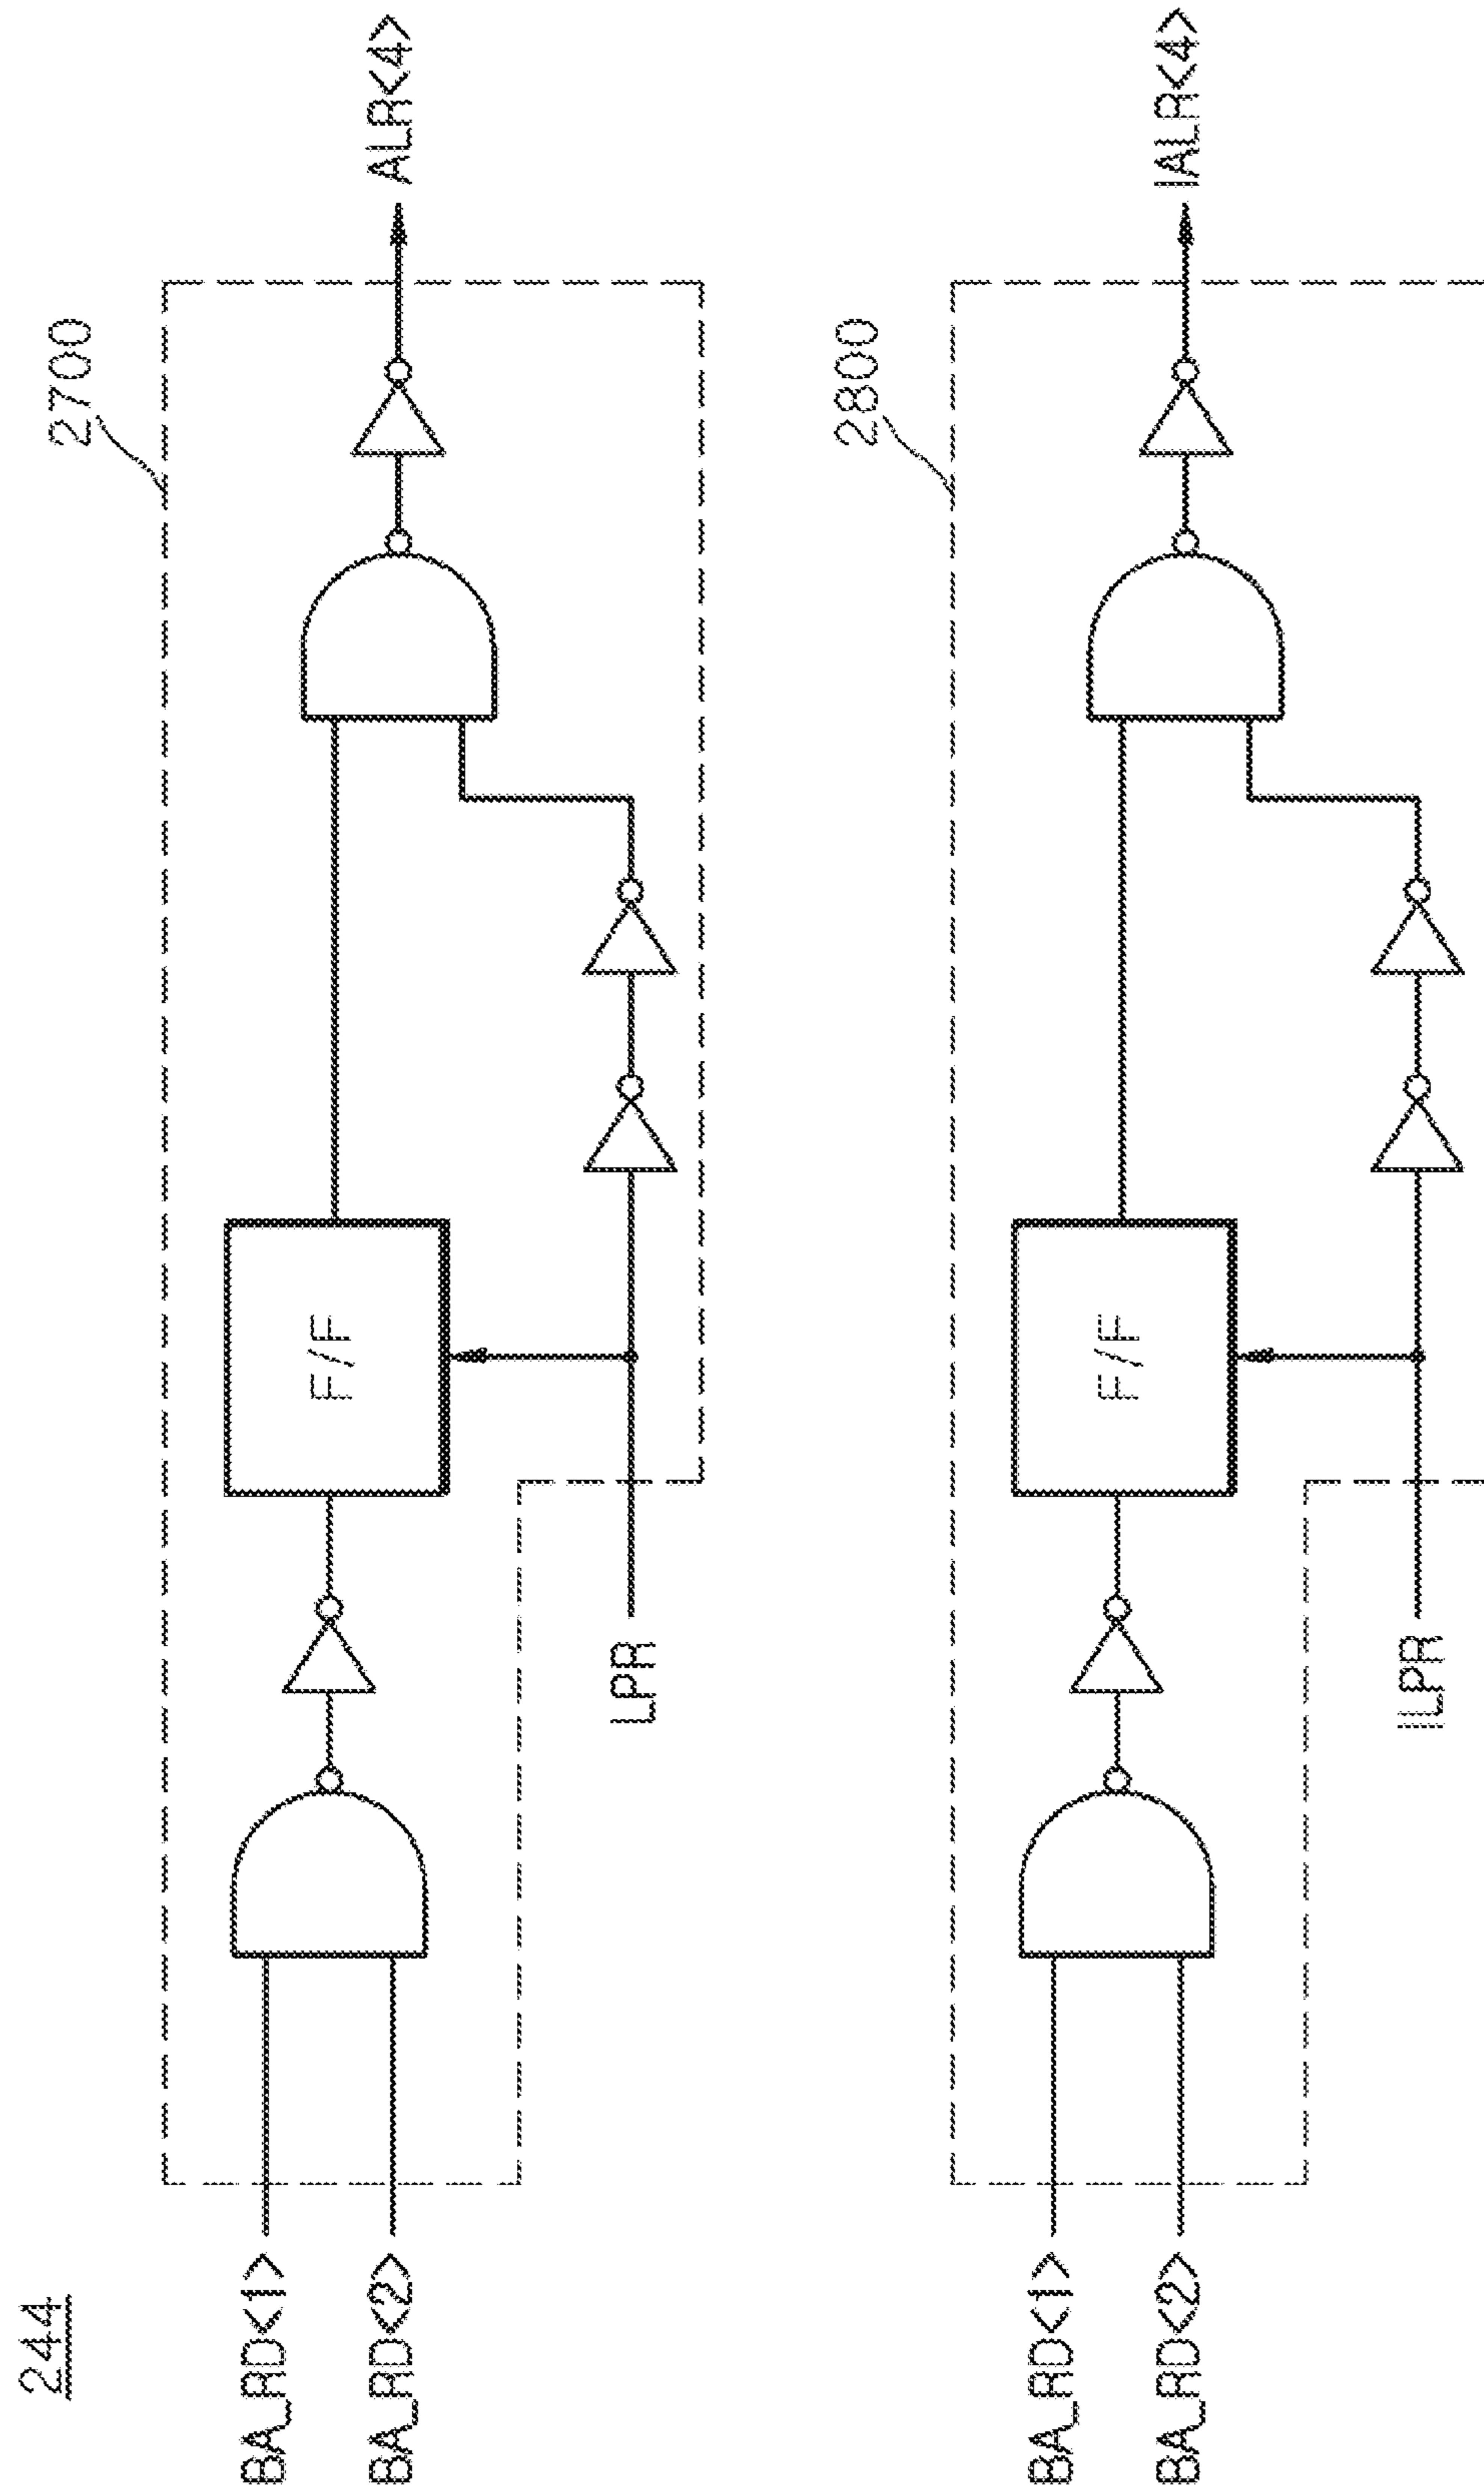 244
2700
BA_RD<1>
BA_RD<2>
F/F
LPR
ALR<4>
2800
BA_RD<1>
BA_RD<2>
F/F
ILPR
IALR<4>